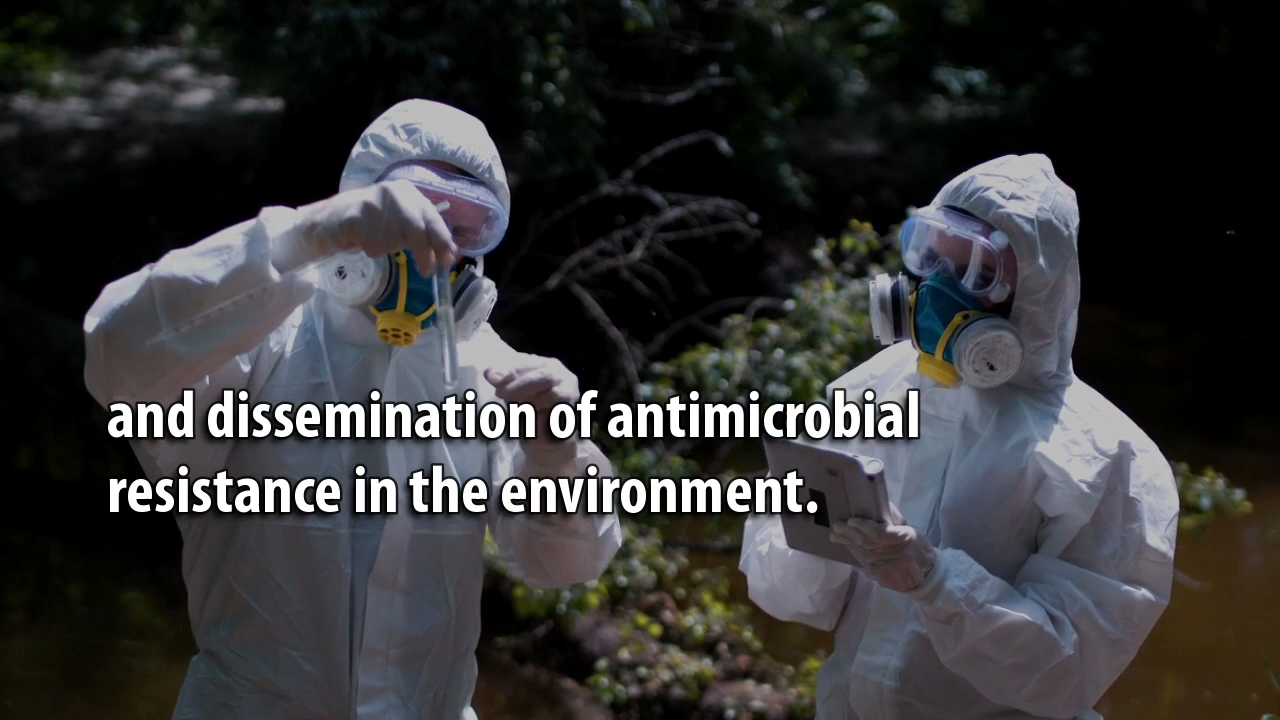 and dissemination of antimicrobial
resistance in the environment.